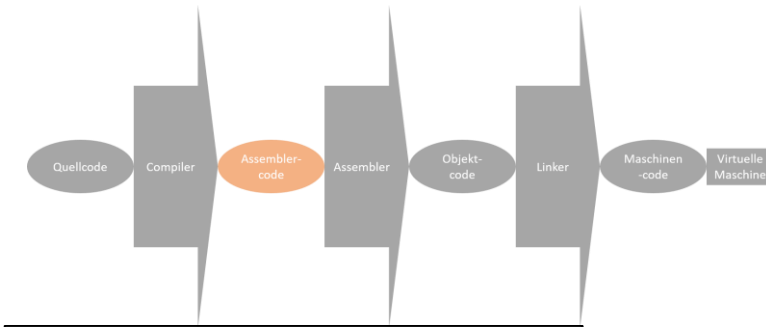 Quellcode
Compiler
Assembler-
code
Assembler
Objekt-
code
Linker
Maschinen
-code
Virtuelle
Maschine